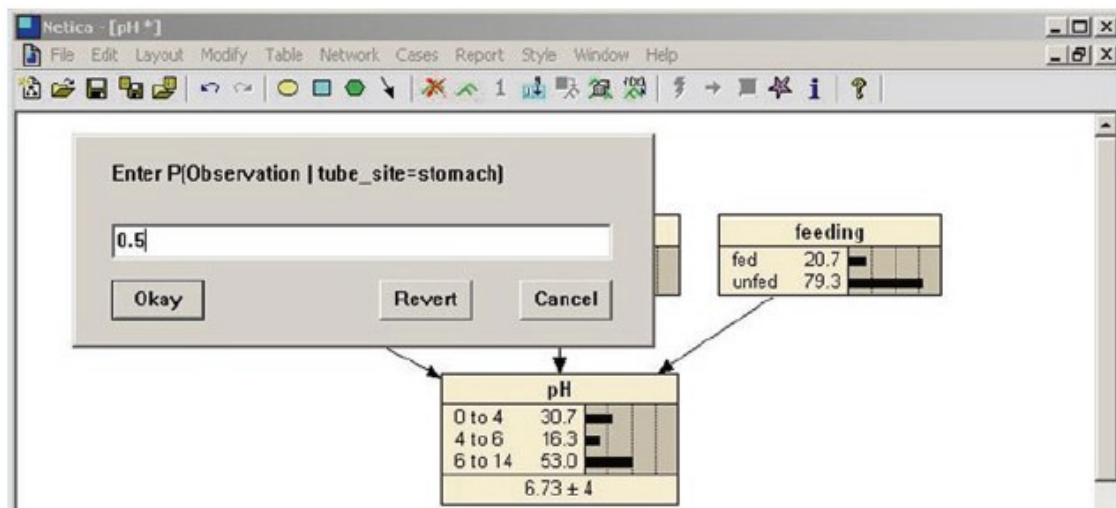 Netica - [pH *]
File Edit Layout Modify Table Network Cases Report Style Window Help
Enter P(Observation | tube_site=stomach)
0.5
Okay Revert Cancel
feeding
fed 20.7
unfed 79.3
pH
0 to 4 30.7
4 to 6 16.3
6 to 14 53.0
6.73 ± 4